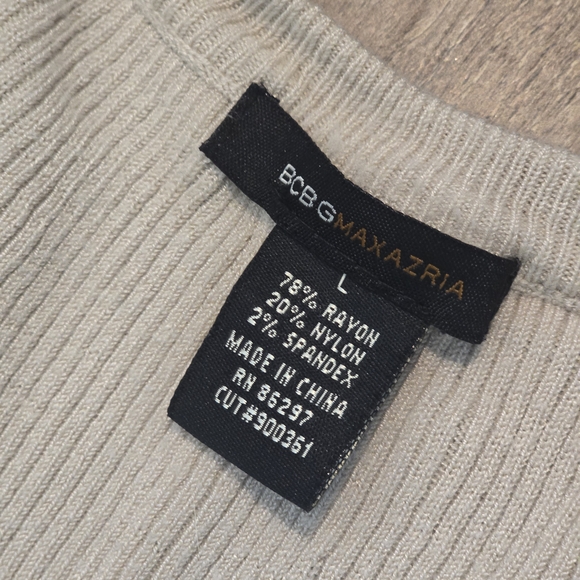 BCBGMAXAZRIA
L
78% RAYON
20% NYLON
2% SPANDEX
MADE IN CHINA
RN 86297
CUT#900361